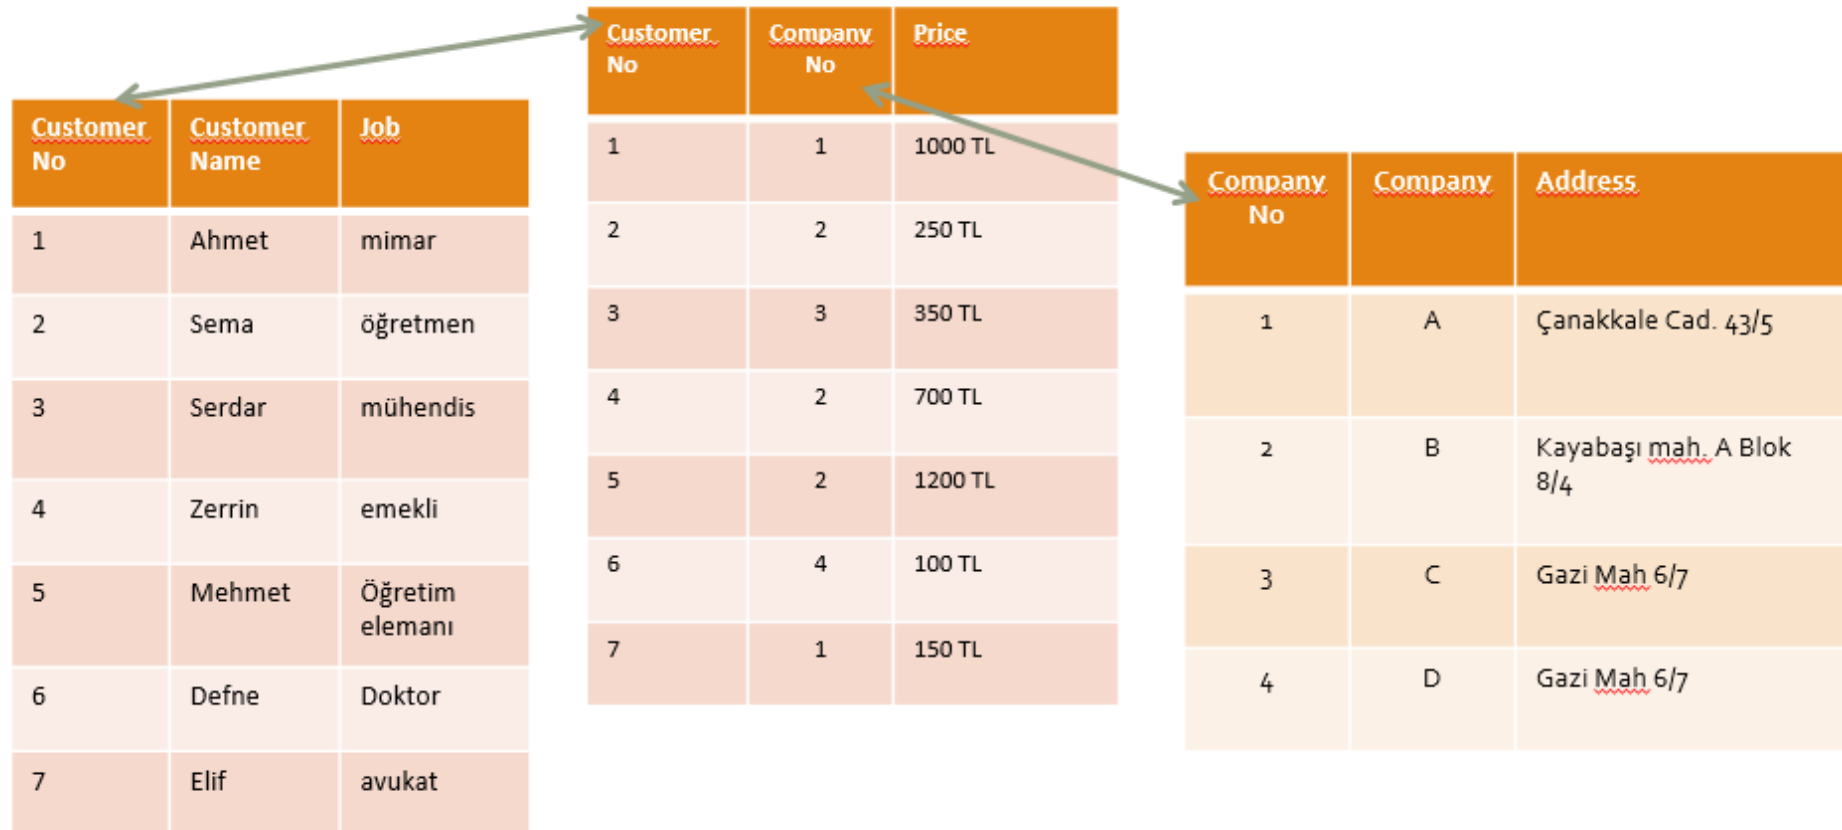 Customer No | Customer Name | Job
1 | Ahmet | mimar
2 | Sema | öğretmen
3 | Serdar | mühendis
4 | Zerrin | emekli
5 | Mehmet | Öğretim elemanı
6 | Defne | Doktor
7 | Elif | avukat
Customer No | Company No | Price
1 | 1 | 1000 TL
2 | 2 | 250 TL
3 | 3 | 350 TL
4 | 2 | 700 TL
5 | 2 | 1200 TL
6 | 4 | 100 TL
7 | 1 | 150 TL
Company No | Company | Address
1 | A | Çanakkale Cad. 43/5
2 | B | Kayabaşı mah. A Blok 8/4
3 | C | Gazi Mah 6/7
4 | D | Gazi Mah 6/7